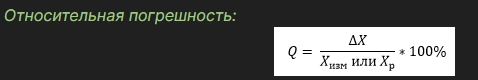 Относительная погрешность:
Q = ΔX / (Xизм или Xр) * 100%